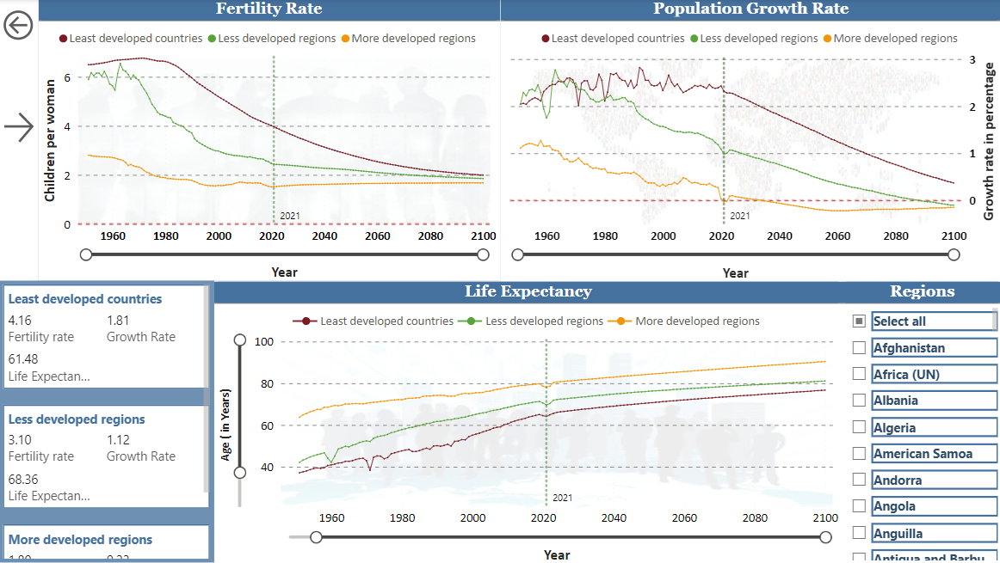 Fertility Rate
Least developed countries Less developed regions More developed regions
Children per woman
6
4
2
0
2021
1960 1980 2000 2020 2040 2060 2080 2100
Year
Population Growth Rate
Least developed countries Less developed regions More developed regions
3
2
1
0
Growth rate in percentage
2021
1960 1980 2000 2020 2040 2060 2080 2100
Year
Least developed countries
4.16 1.81
Fertility rate Growth Rate
61.48
Life Expectan...
Less developed regions
3.10 1.12
Fertility rate Growth Rate
68.36
Life Expectan...
More developed regions
Life Expectancy
Least developed countries Less developed regions More developed regions
Age ( in Years)
100
80
60
40
2021
1960 1980 2000 2020 2040 2060 2080 2100
Year
Regions
Select all
Afghanistan
Africa (UN)
Albania
Algeria
American Samoa
Andorra
Angola
Anguilla
Antigua and Barbu